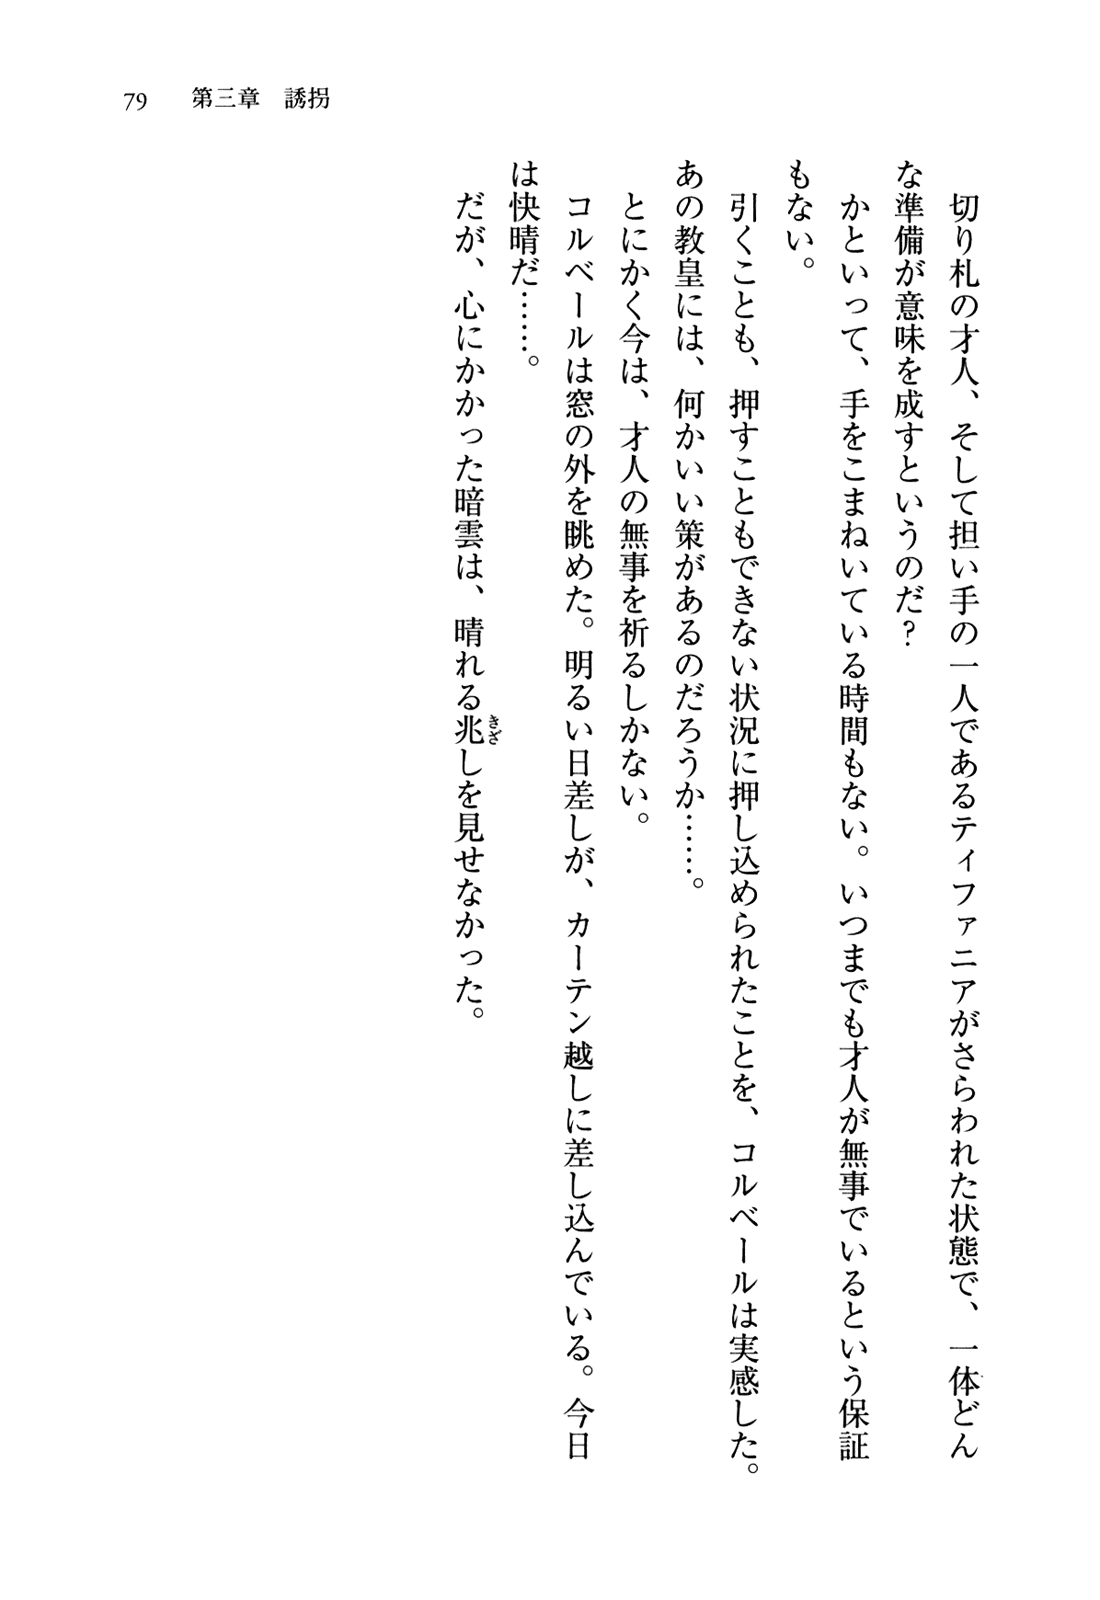 79　第三章　誘拐
　切り札の才人、そして担い手の一人であるティファニアがさらわれた状態で、一体どん
な準備が意味を成すというのだ？
　かといって、手をこまねいている時間もない。いつまでも才人が無事でいるという保証
もない。
　引くことも、押すこともできない状況に押し込められたことを、コルベールは実感した。
あの教皇には、何かいい策があるのだろうか……。
　とにかく今は、才人の無事を祈るしかない。
　コルベールは窓の外を眺めた。明るい日差しが、カーテン越しに差し込んでいる。今日
は快晴だ……。
　だが、心にかかった暗雲は、晴れる兆きざしを見せなかった。